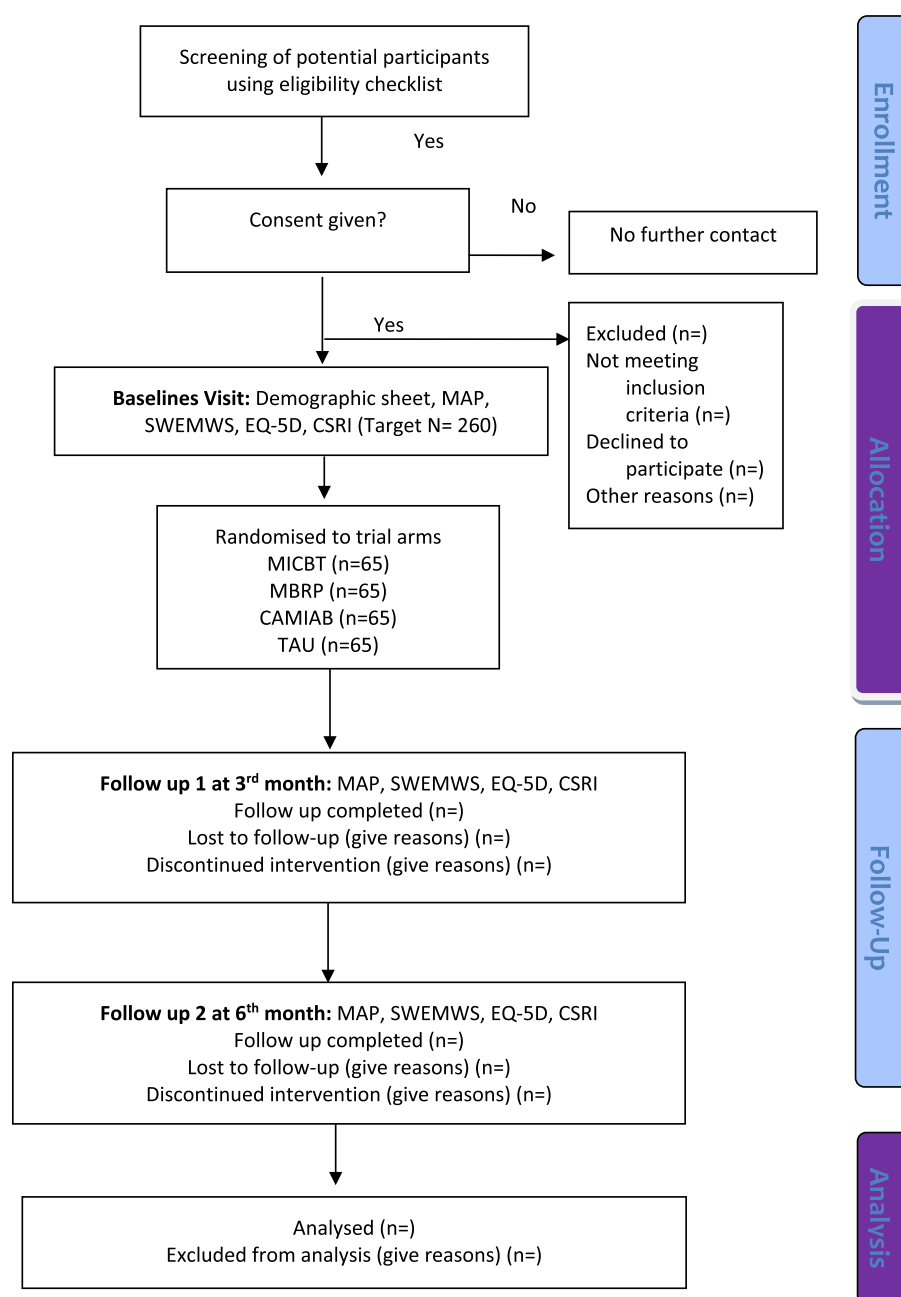 Screening of potential participants
using eligibility checklist
Yes
Consent given?
No
No further contact
Yes
Excluded (n=)
Not meeting
inclusion
criteria (n=)
Declined to
participate (n=)
Other reasons (n=)
Baselines Visit: Demographic sheet, MAP,
SWEMWS, EQ-5D, CSRI (Target N= 260)
Randomised to trial arms
MICBT (n=65)
MBRP (n=65)
CAMIAB (n=65)
TAU (n=65)
Follow up 1 at 3rd month: MAP, SWEMWS, EQ-5D, CSRI
Follow up completed (n=)
Lost to follow-up (give reasons) (n=)
Discontinued intervention (give reasons) (n=)
Follow up 2 at 6th month: MAP, SWEMWS, EQ-5D, CSRI
Follow up completed (n=)
Lost to follow-up (give reasons) (n=)
Discontinued intervention (give reasons) (n=)
Analysed (n=)
Excluded from analysis (give reasons) (n=)
Enrollment
Allocation
Follow-Up
Analysis